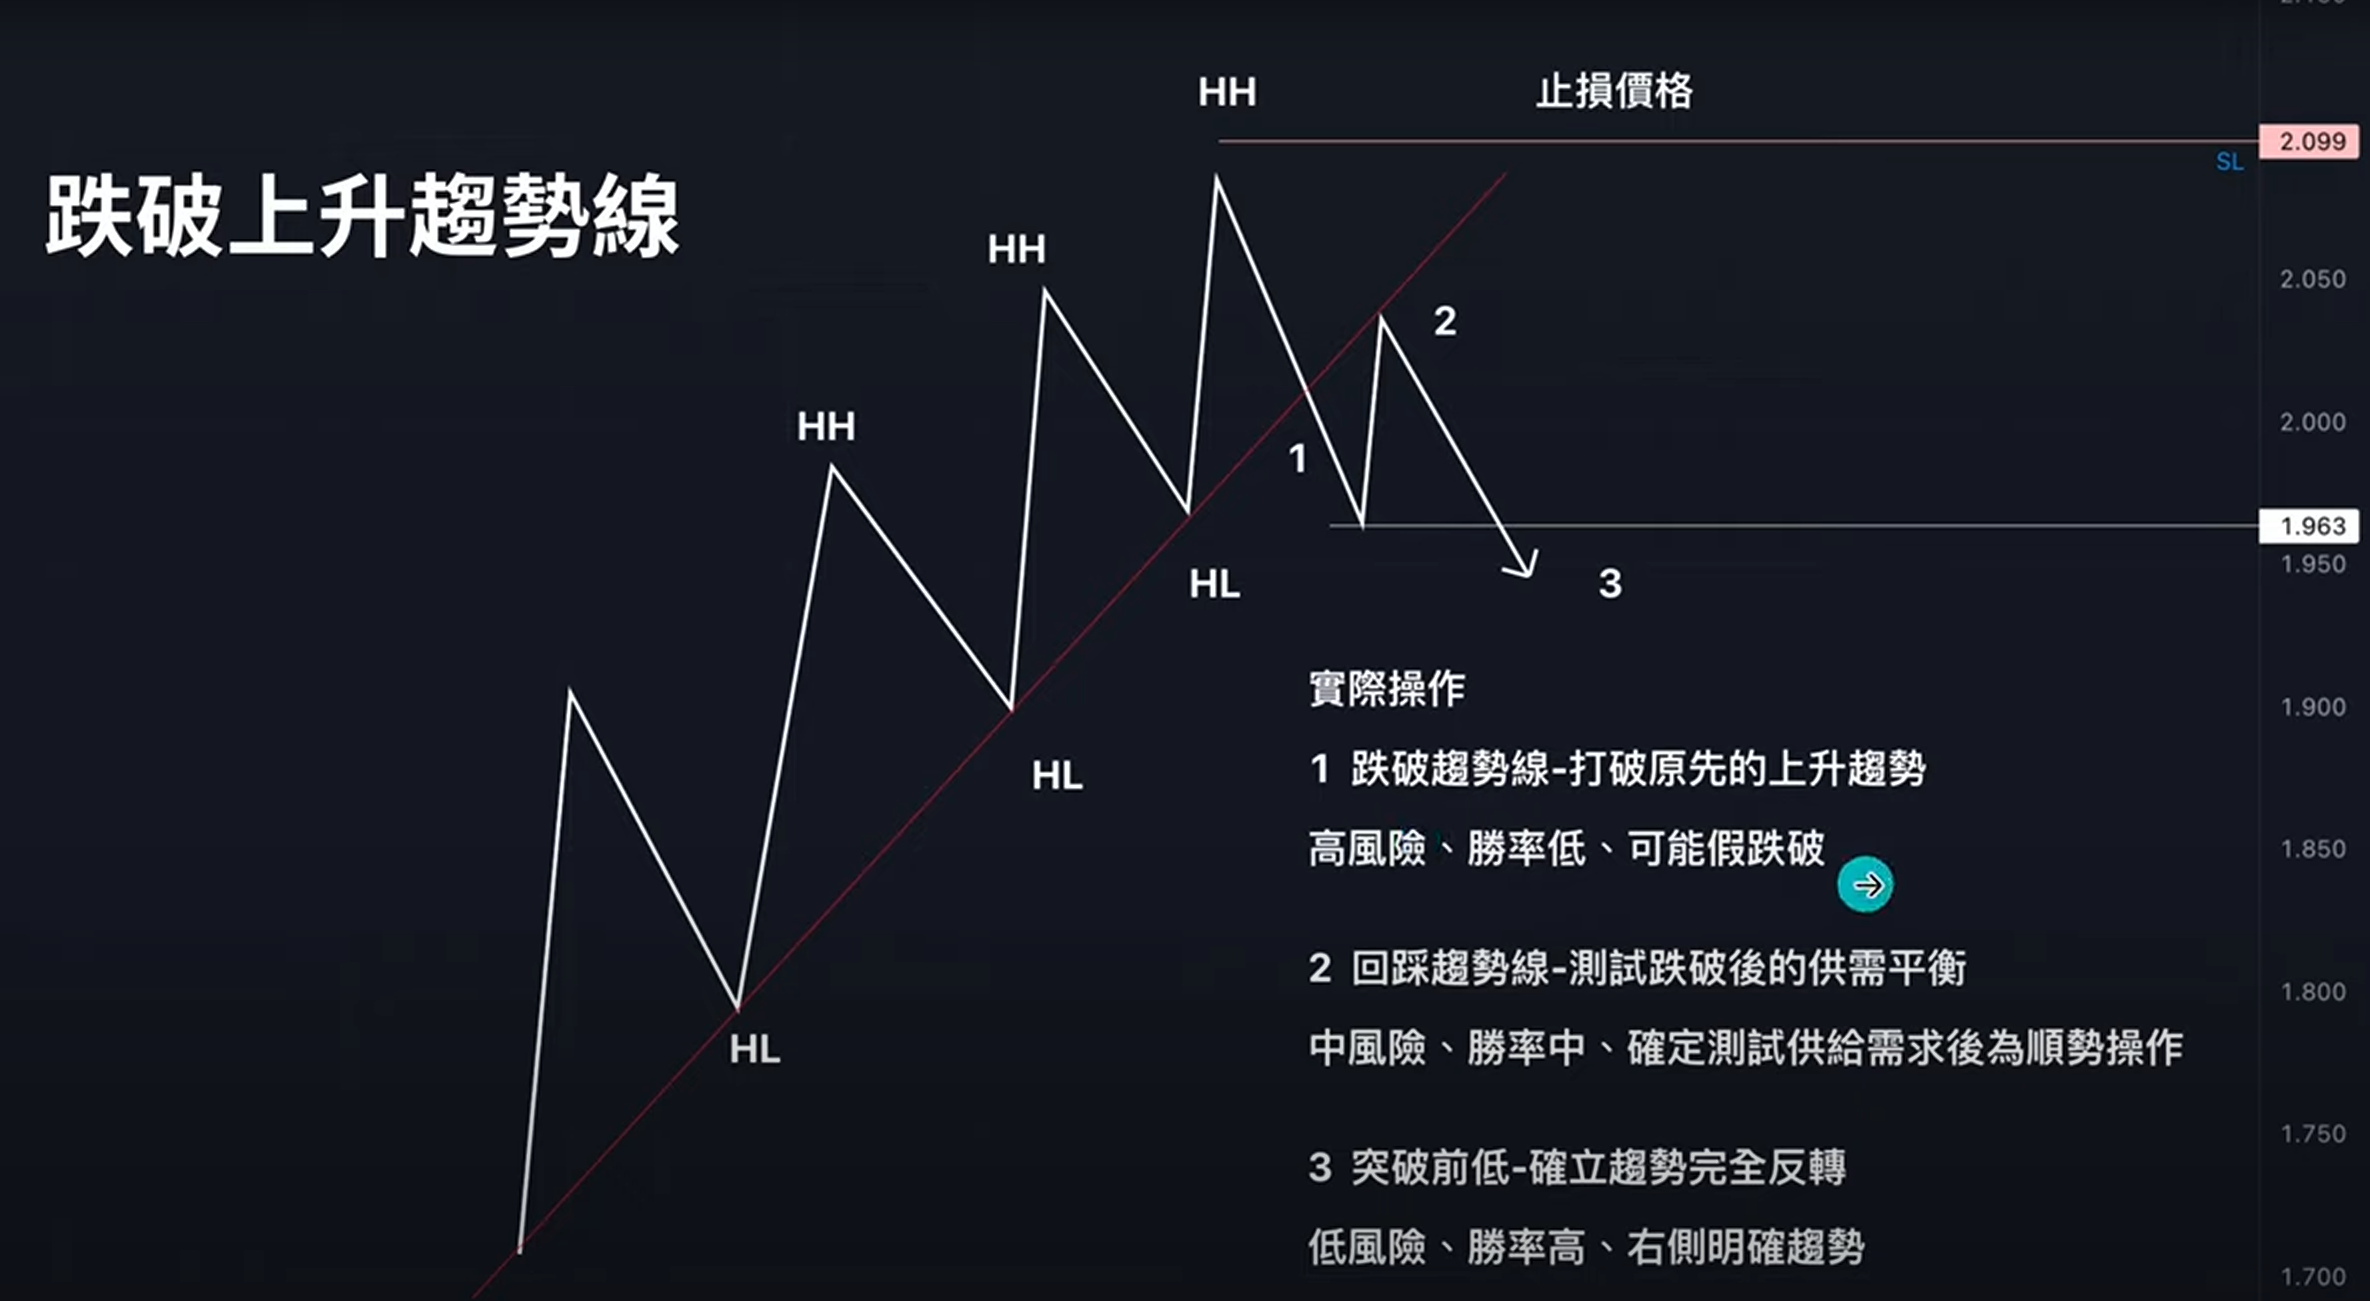 HH
止損價格
2.099
SL
跌破上升趨勢線
HH
2.050
2
HH
2.000
1
1.963
1.950
HL
3
實際操作
1.900
HL
1 跌破趨勢線-打破原先的上升趨勢
高風險、勝率低、可能假跌破
1.850
2 回踩趨勢線-測試跌破後的供需平衡
1.800
HL
中風險、勝率中、確定測試供給需求後為順勢操作
1.750
3 突破前低-確立趨勢完全反轉
低風險、勝率高、右側明確趨勢
1.700